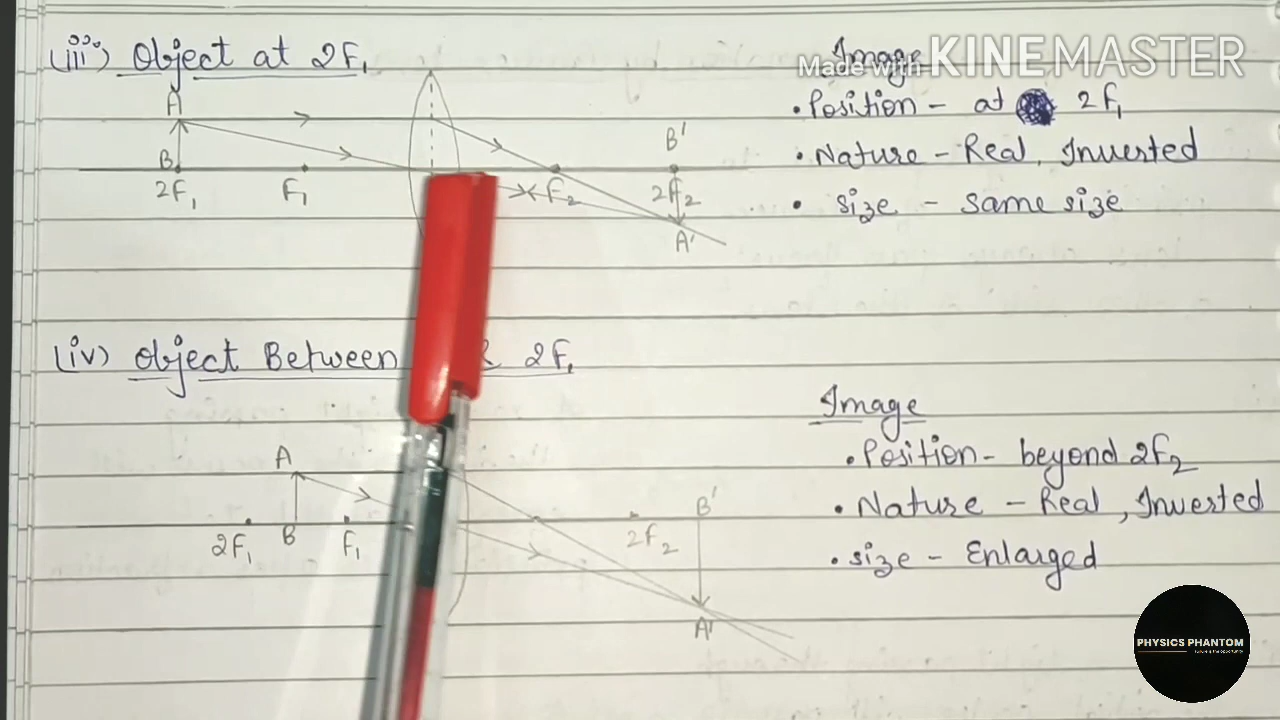 (iii) Object at 2F₁
A
B
2F₁ F₁ F₂ 2F₂
B'
A'
Image
Made with KINEMASTER
• Position - at 2F₁
• Nature - Real, Inverted
• size - same size
(iv) Object Between & 2F₁
A
2F₁ B F₁ 2F₂
B'
A'
Image
• Position - beyond 2F₂
• Nature - Real, Inverted
• size - Enlarged
PHYSICS PHANTOM